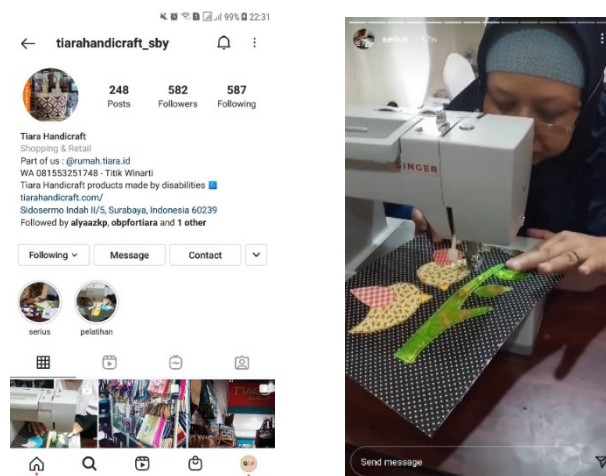 99% 22:31
tiarahandicraft_sby
248
582
587
Posts
Followers
Following
Tiara Handicraft
Shopping & Retail
Part of us : @rumah.tiara.id
WA 081553251748 - Titik Winarti
Tiara Handicraft products made by disabilities
tiarahandicraft.com/
Sidosermo Indah II/5, Surabaya, Indonesia 60239
Followed by alyaazkp, obpfortiara and 1 other
Following
Message
Contact
serius
pelatihan
serius
SINGER
Send message